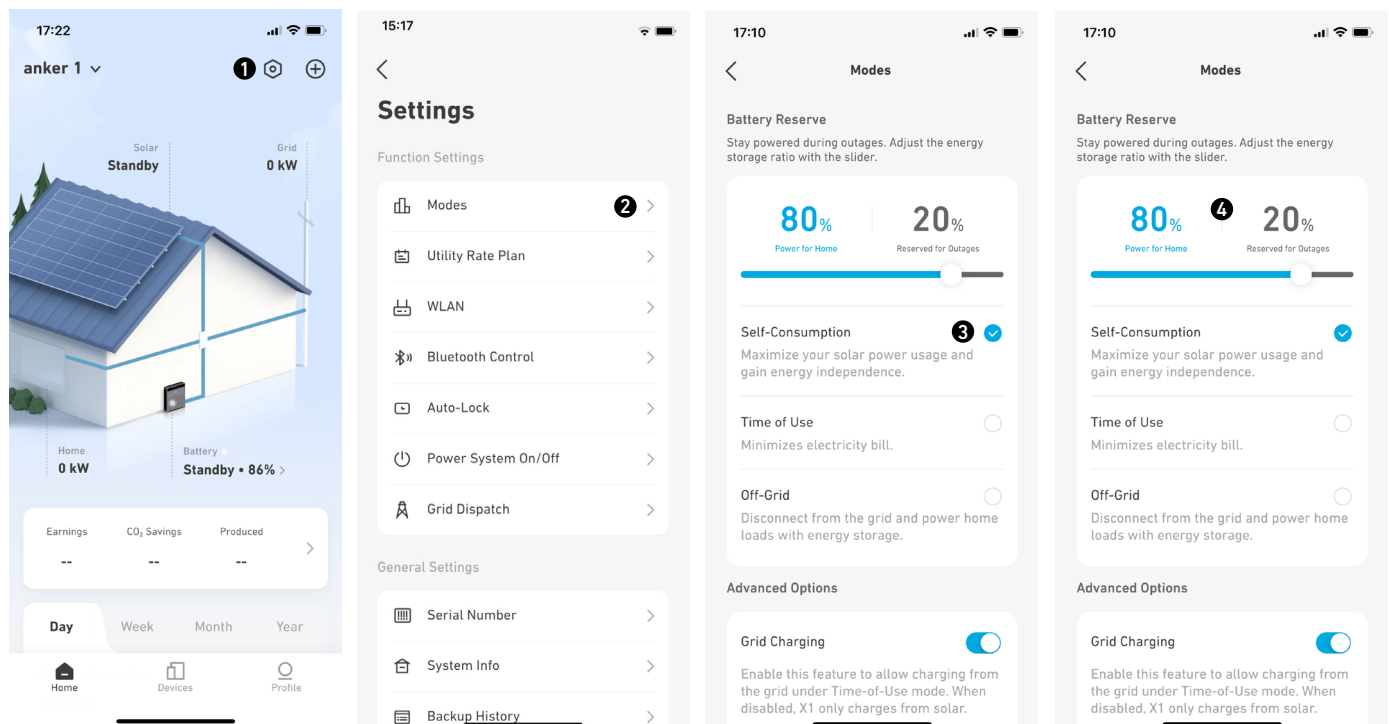 17:22
anker 1
1
Solar
Standby
Grid
0 kW
Home
0 kW
Battery
Standby • 86% >
Earnings
CO₂ Savings
Produced
--
--
--
Day
Week
Month
Year
Home
Devices
Profile
15:17
Settings
Function Settings
Modes
2
Utility Rate Plan
WLAN
Bluetooth Control
Auto-Lock
Power System On/Off
Grid Dispatch
General Settings
Serial Number
System Info
Backup History
17:10
Modes
Battery Reserve
Stay powered during outages. Adjust the energy
storage ratio with the slider.
80%
20%
Power for Home
Reserved for Outages
Self-Consumption
3
Maximize your solar power usage and
gain energy independence.
Time of Use
Minimizes electricity bill.
Off-Grid
Disconnect from the grid and power home
loads with energy storage.
Advanced Options
Grid Charging
Enable this feature to allow charging from
the grid under Time-of-Use mode. When
disabled, X1 only charges from solar.
17:10
Modes
Battery Reserve
Stay powered during outages. Adjust the energy
storage ratio with the slider.
80%
4
20%
Power for Home
Reserved for Outages
Self-Consumption
Maximize your solar power usage and
gain energy independence.
Time of Use
Minimizes electricity bill.
Off-Grid
Disconnect from the grid and power home
loads with energy storage.
Advanced Options
Grid Charging
Enable this feature to allow charging from
the grid under Time-of-Use mode. When
disabled, X1 only charges from solar.